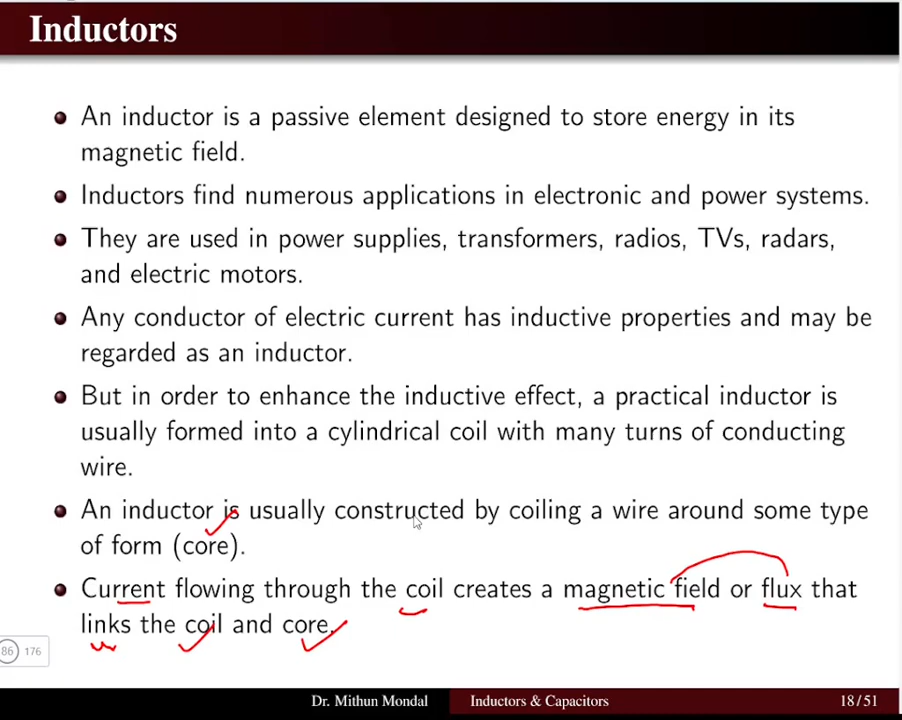 Inductors
An inductor is a passive element designed to store energy in its
magnetic field.
Inductors find numerous applications in electronic and power systems.
They are used in power supplies, transformers, radios, TVs, radars,
and electric motors.
Any conductor of electric current has inductive properties and may be
regarded as an inductor.
But in order to enhance the inductive effect, a practical inductor is
usually formed into a cylindrical coil with many turns of conducting
wire.
An inductor is usually constructed by coiling a wire around some type
of form (core).
Current flowing through the coil creates a magnetic field or flux that
links the coil and core.
86 176
Dr. Mithun Mondal Inductors & Capacitors 18/51